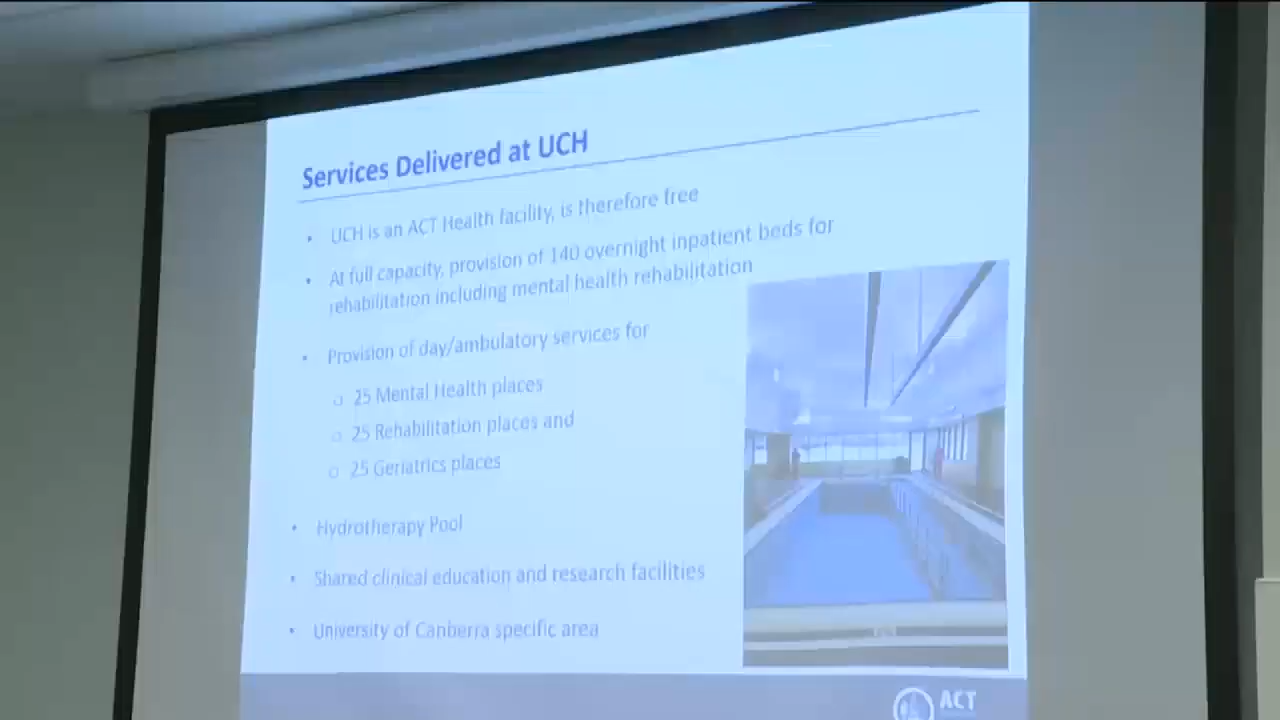 Services Delivered at UCH
• UCH is an ACT Health facility, is therefore free
• At full capacity, provision of 140 overnight inpatient beds for
rehabilitation including mental health rehabilitation
• Provision of day/ambulatory services for
o 25 Mental Health places
o 25 Rehabilitation places and
o 25 Geriatrics places
• Hydrotherapy Pool
• Shared clinical education and research facilities
• University of Canberra specific area
ACT